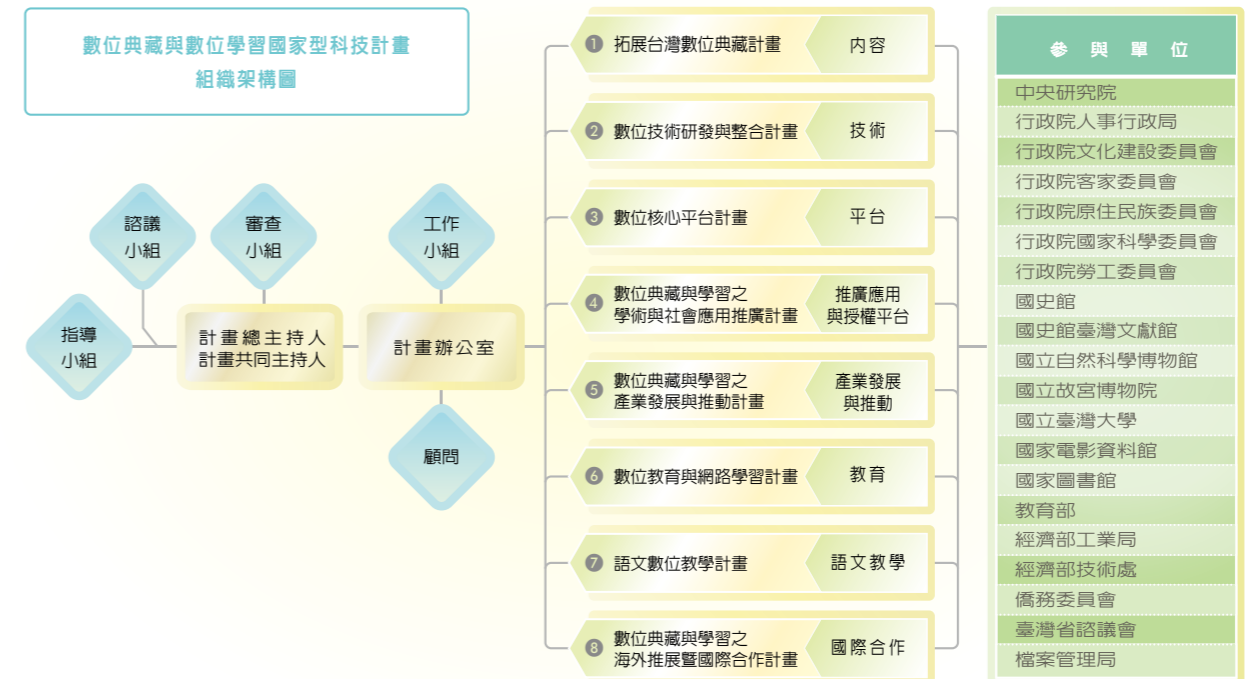 數位典藏與數位學習國家型科技計畫
組織架構圖
諮議
小組
審查
小組
工作
小組
指導
小組
計畫總主持人
計畫共同主持人
計畫辦公室
顧問
❶ 拓展台灣數位典藏計畫 內容
❷ 數位技術研發與整合計畫 技術
❸ 數位核心平台計畫 平台
❹ 數位典藏與學習之
學術與社會應用推廣計畫
推廣應用
與授權平台
❺ 數位典藏與學習之
產業發展與推動計畫
產業發展
與推動
❻ 數位教育與網路學習計畫 教育
❼ 語文數位教學計畫 語文教學
❽ 數位典藏與學習之
海外推展暨國際合作計畫
國際合作
參與單位
中央研究院
行政院人事行政局
行政院文化建設委員會
行政院客家委員會
行政院原住民族委員會
行政院國家科學委員會
行政院勞工委員會
國史館
國史館臺灣文獻館
國立自然科學博物館
國立故宮博物院
國立臺灣大學
國家電影資料館
國家圖書館
教育部
經濟部工業局
經濟部技術處
僑務委員會
臺灣省諮議會
檔案管理局